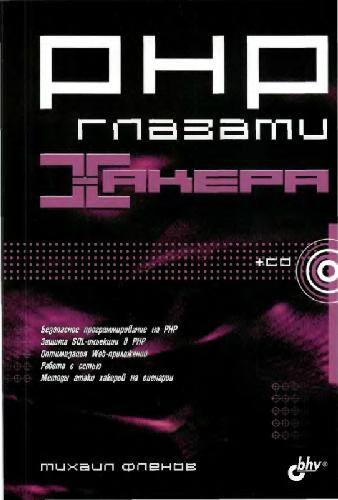 PHP
глазами
Хакера
+CD
Безопасное программирование на PHP
Защита SQL-инъекции в PHP
Оптимизация Web-приложений
Работа с сетью
Методы атаки хакерой на сценарии
Михаил Фленов
bhv®